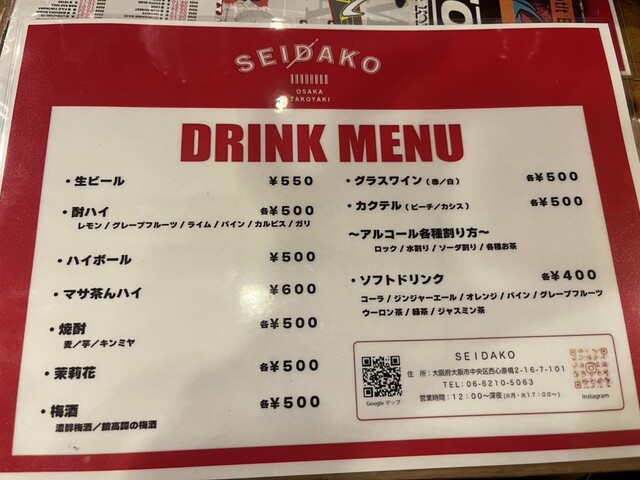 SEIDAKO
OSAKA
TAKOYAKI
DRINK MENU
・生ビール ¥550
・酎ハイ 各¥500
レモン / グレープフルーツ / ライム / パイン / カルピス / ガリ
・ハイボール ¥500
・マサ茶んハイ ¥600
・焼酎 各¥500
麦／芋／キンミヤ
・茉莉花 各¥500
・梅酒 各¥500
濃醇梅酒／鍛高譚の梅酒
・グラスワイン ( 赤／白 ) 各¥500
・カクテル ( ピーチ／カシス ) 各¥500
〜アルコール各種割り方〜
ロック / 水割り / ソーダ割り / 各種お茶
・ソフトドリンク 各¥400
コーラ / ジンジャーエール / オレンジ / パイン / グレープフルーツ
ウーロン茶 / 緑茶 / ジャスミン茶
SEIDAKO
住 所：大阪府大阪市中央区西心斎橋2-16-7-101
TEL：06-6210-5063
営業時間：12：00〜深夜 (※月・火17：00〜)
Google マップ
Instagram